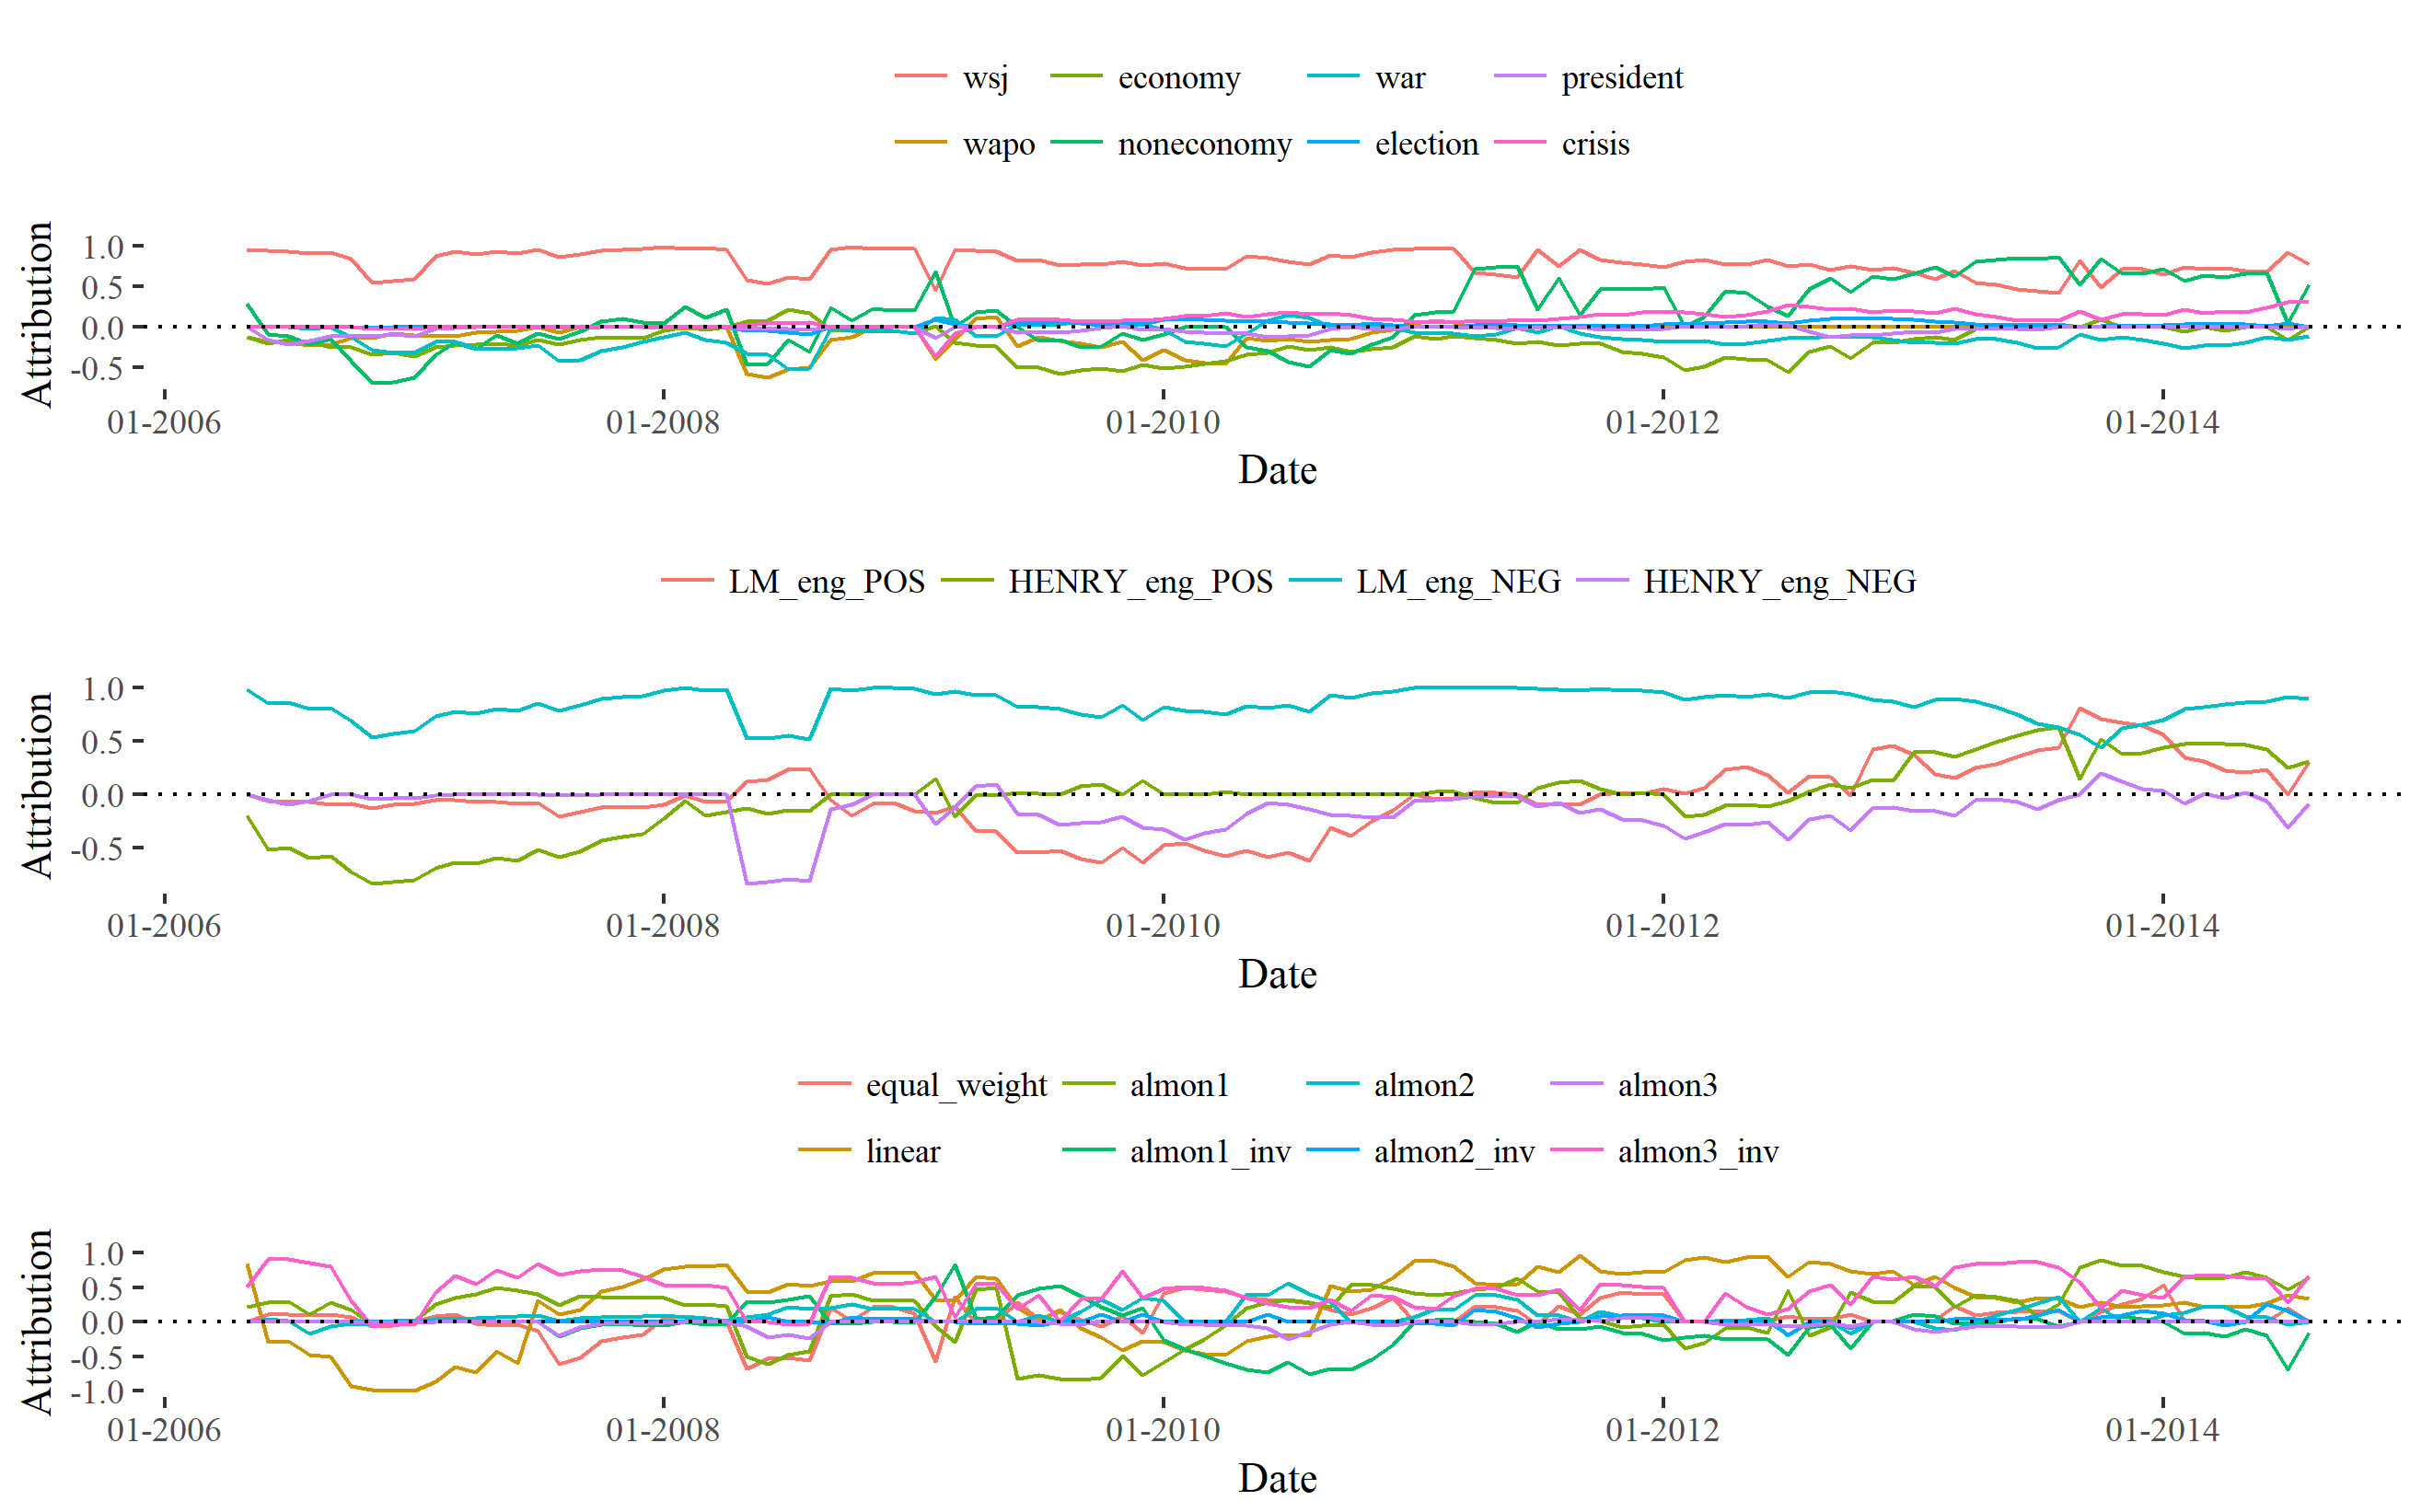 wsj economy war president
wapo noneconomy election crisis
Attribution
1.0
0.5
0.0
-0.5
01-2006 01-2008 01-2010 01-2012 01-2014
Date
LM_eng_POS HENRY_eng_POS LM_eng_NEG HENRY_eng_NEG
Attribution
1.0
0.5
0.0
-0.5
01-2006 01-2008 01-2010 01-2012 01-2014
Date
equal_weight almon1 almon2 almon3
linear almon1_inv almon2_inv almon3_inv
Attribution
1.0
0.5
0.0
-0.5
-1.0
01-2006 01-2008 01-2010 01-2012 01-2014
Date